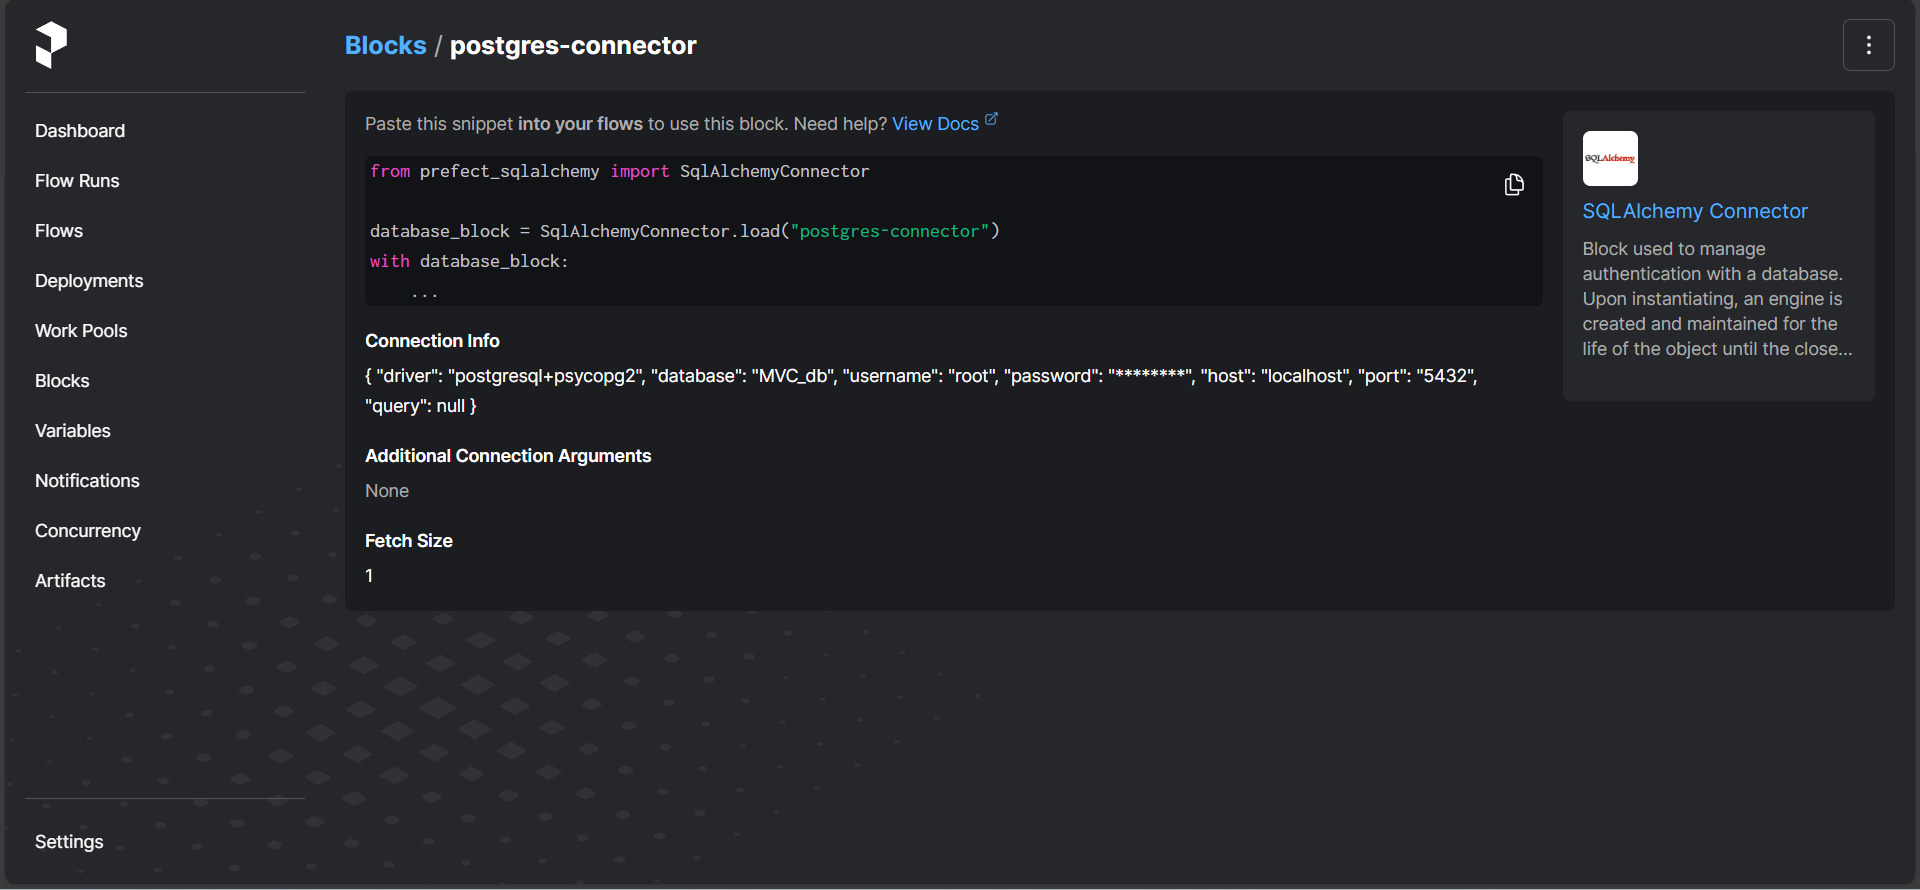 Blocks / postgres-connector
Dashboard
Flow Runs
Flows
Deployments
Work Pools
Blocks
Variables
Notifications
Concurrency
Artifacts
Settings
Paste this snippet into your flows to use this block. Need help? View Docs
from prefect_sqlalchemy import SqlAlchemyConnector
database_block = SqlAlchemyConnector.load("postgres-connector")
with database_block:
    ...
Connection Info
{ "driver": "postgresql+psycopg2", "database": "MVC_db", "username": "root", "password": "********", "host": "localhost", "port": "5432",
"query": null }
Additional Connection Arguments
None
Fetch Size
1
SQLAlchemy
SQLAlchemy Connector
Block used to manage
authentication with a database.
Upon instantiating, an engine is
created and maintained for the
life of the object until the close...